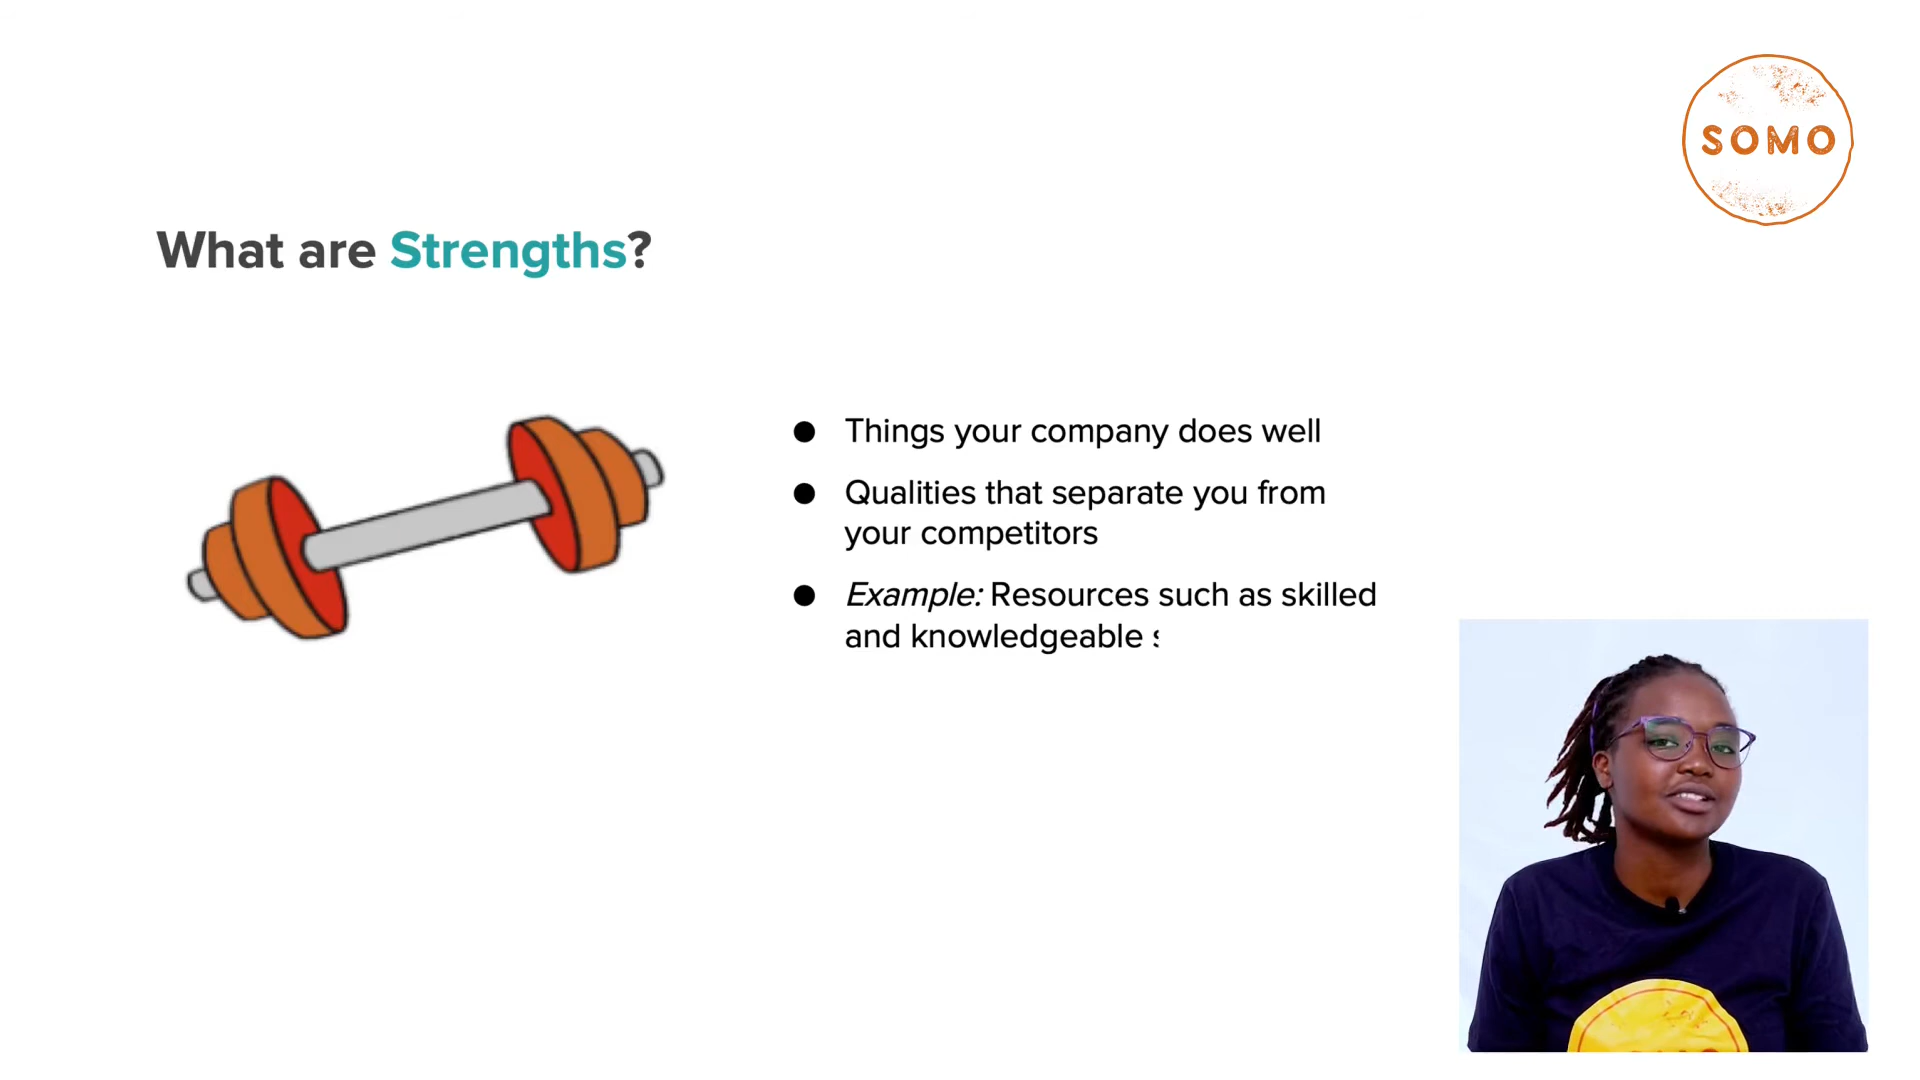 SOMO
What are Strengths?
● Things your company does well
● Qualities that separate you from
your competitors
● Example: Resources such as skilled
and knowledgeable